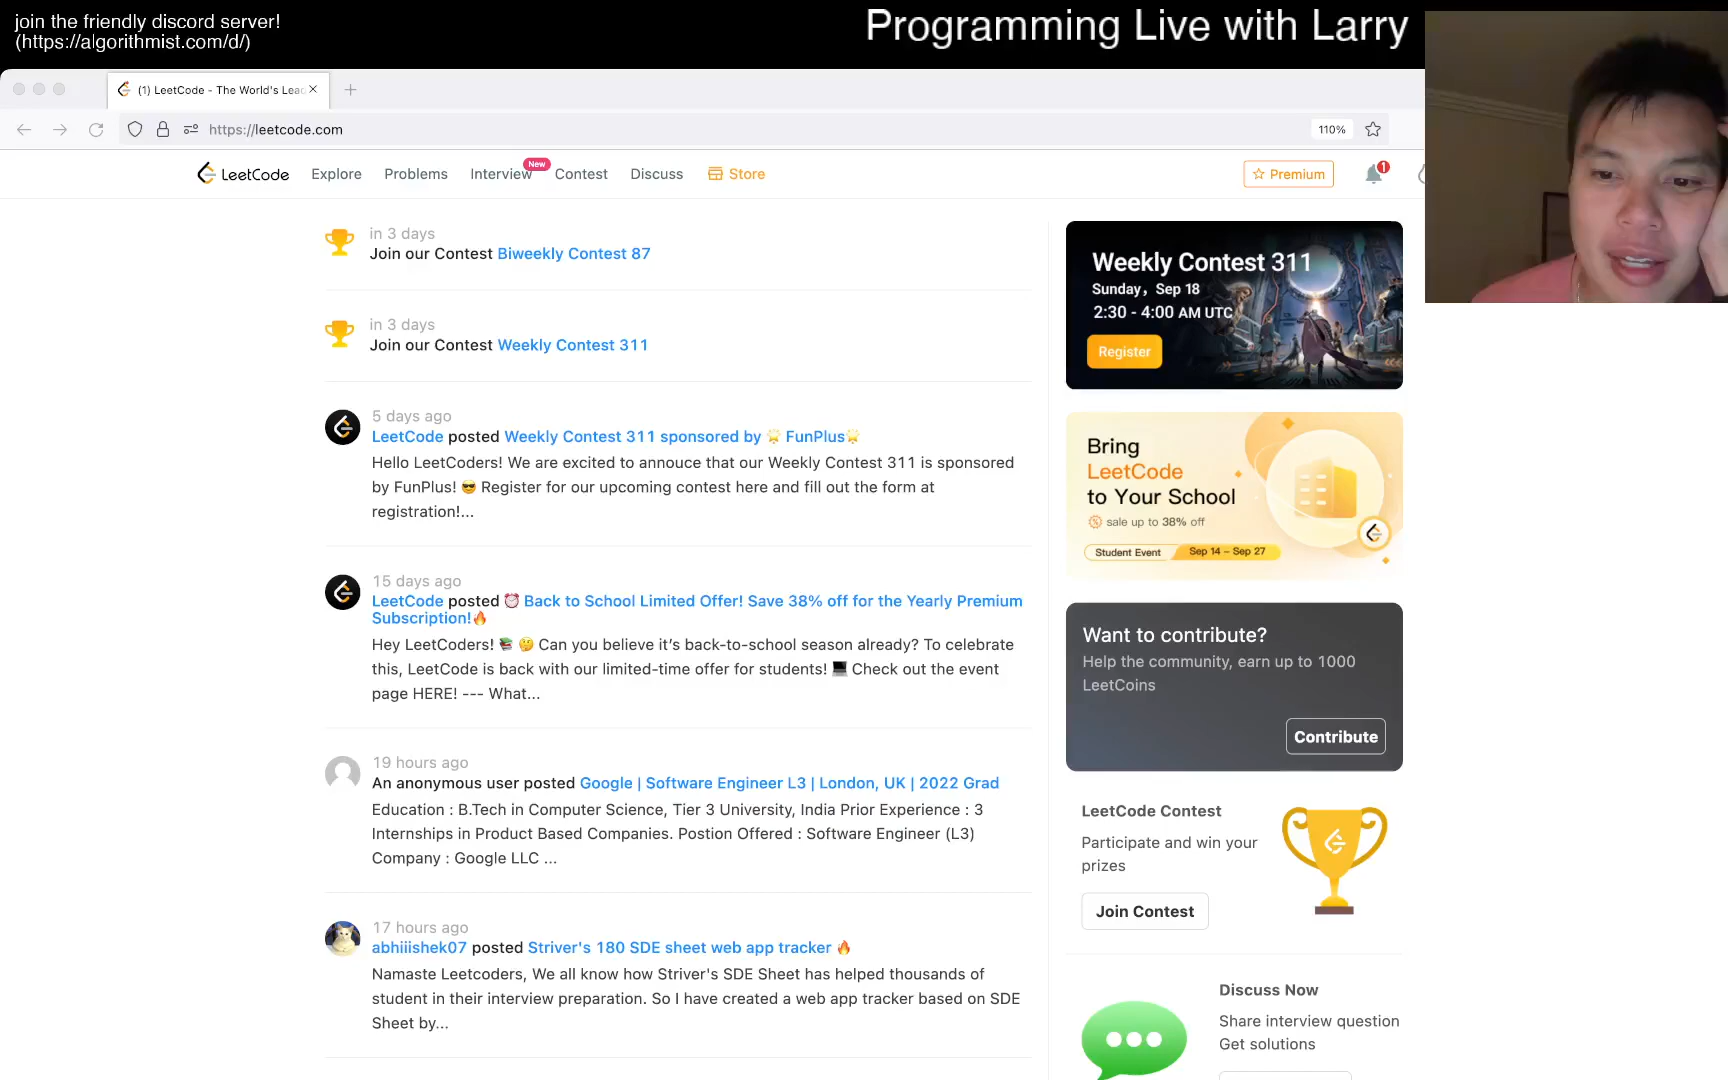 join the friendly discord server!
(https://algorithmist.com/d/)
Programming Live with Larry
(1) LeetCode - The World's Lea
https://leetcode.com
110%
LeetCode
Explore
Problems
Interview
New
Contest
Discuss
Store
Premium
1
in 3 days
Join our Contest Biweekly Contest 87
in 3 days
Join our Contest Weekly Contest 311
5 days ago
LeetCode posted Weekly Contest 311 sponsored by 🌟 FunPlus🌟
Hello LeetCoders! We are excited to annouce that our Weekly Contest 311 is sponsored
by FunPlus! 😎 Register for our upcoming contest here and fill out the form at
registration!...
15 days ago
LeetCode posted ⏰ Back to School Limited Offer! Save 38% off for the Yearly Premium
Subscription!🔥
Hey LeetCoders! 📚 🤔 Can you believe it’s back-to-school season already? To celebrate
this, LeetCode is back with our limited-time offer for students! 💻 Check out the event
page HERE! --- What...
19 hours ago
An anonymous user posted Google | Software Engineer L3 | London, UK | 2022 Grad
Education : B.Tech in Computer Science, Tier 3 University, India Prior Experience : 3
Internships in Product Based Companies. Postion Offered : Software Engineer (L3)
Company : Google LLC ...
17 hours ago
abhiiishek07 posted Striver's 180 SDE sheet web app tracker 🔥
Namaste Leetcoders, We all know how Striver's SDE Sheet has helped thousands of
student in their interview preparation. So I have created a web app tracker based on SDE
Sheet by...
Weekly Contest 311
Sunday, Sep 18
2:30 - 4:00 AM UTC
Register
Bring
LeetCode
to Your School
sale up to 38% off
Student Event
Sep 14 – Sep 27
Want to contribute?
Help the community, earn up to 1000
LeetCoins
Contribute
LeetCode Contest
Participate and win your
prizes
Join Contest
Discuss Now
Share interview question
Get solutions